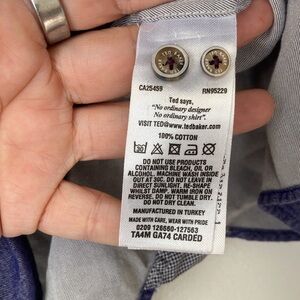 TED BAKER
CA25459 RN95229
Ted says,
"No ordinary designer
No ordinary shirt".
VISIT TED@www.tedbaker.com
100% COTTON
DO NOT USE PRODUCTS
CONTAINING BLEACH, OIL OR
ALCOHOL. MACHINE WASH INSIDE
OUT AT 30C. DO NOT LEAVE IN
DIRECT SUNLIGHT. RE-SHAPE
WHILST DAMP. WARM IRON ON
REVERSE. DO NOT TUMBLE DRY.
DO NOT DRY CLEAN.
MANUFACTURED IN TURKEY
MADE WITH CARE, WEAR WITH PRIDE
0209 126660-127563
TA4M GA74 CARDED